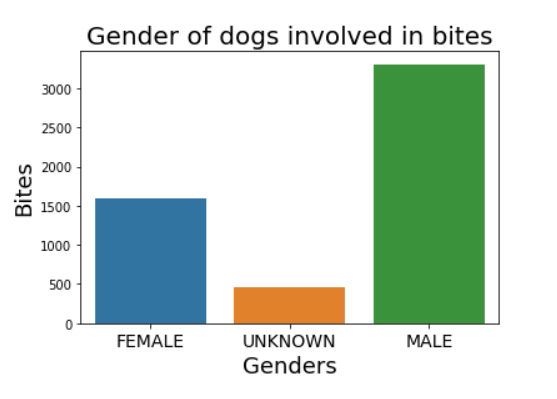 Gender of dogs involved in bites
Bites
3000
2500
2000
1500
1000
500
0
FEMALE UNKNOWN MALE
Genders